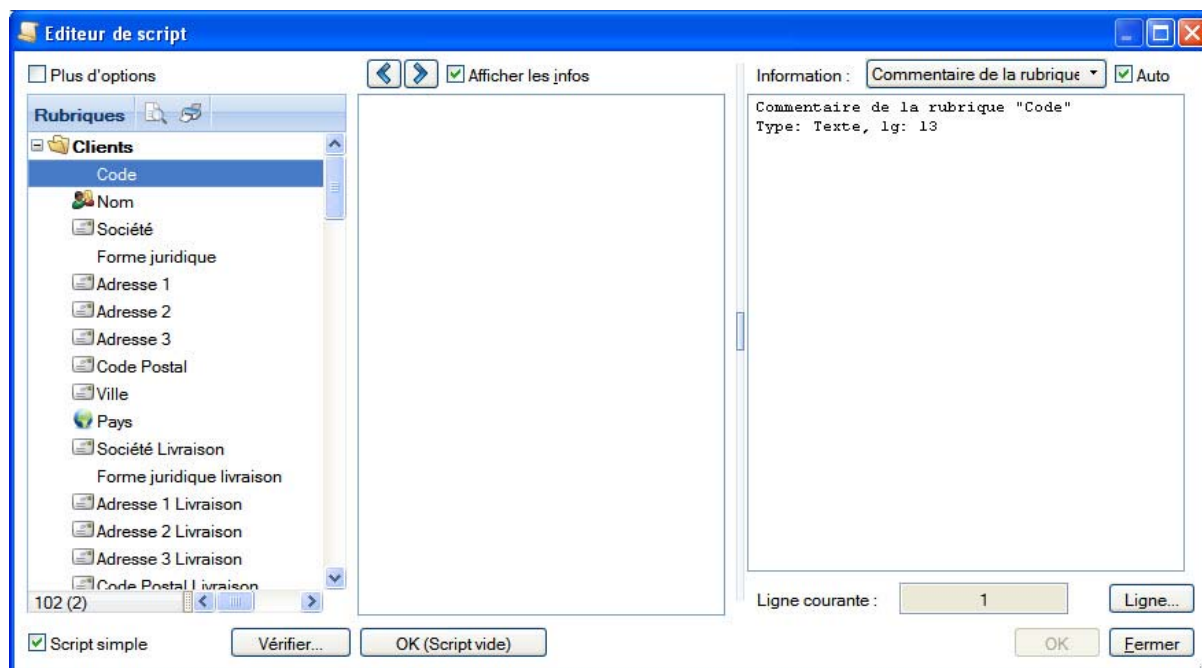 Editeur de script
Plus d'options
Afficher les infos
Information :
Commentaire de la rubrique
Auto
Rubriques
Clients
Code
Nom
Société
Forme juridique
Adresse 1
Adresse 2
Adresse 3
Code Postal
Ville
Pays
Société Livraison
Forme juridique livraison
Adresse 1 Livraison
Adresse 2 Livraison
Adresse 3 Livraison
Code Postal Livraison
102 (2)
Commentaire de la rubrique "Code"
Type: Texte, lg: 13
Ligne courante :
1
Ligne...
Script simple
Vérifier...
OK (Script vide)
OK
Fermer